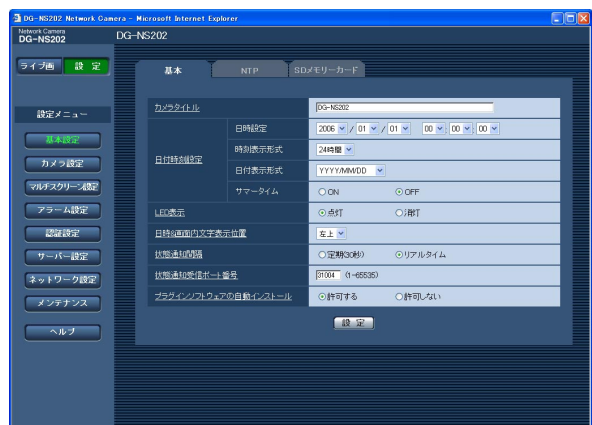 DG-NS202 Network Camera - Microsoft Internet Explorer
Network Camera
DG-NS202
DG-NS202
ライブ画
設 定
基本
NTP
SDメモリーカード
設定メニュー
基本設定
カメラ設定
マルチスクリーン設定
アラーム設定
認証設定
サーバー設定
ネットワーク設定
メンテナンス
ヘルプ
カメラタイトル
DG-NS202
日付時刻設定
日時設定
2006 / 01 / 01 00 : 00 : 00
時刻表示形式
24時間
日付表示形式
YYYY/MM/DD
サマータイム
ON OFF
LED表示
点灯 消灯
日時&画面内文字表示位置
左上
状態通知間隔
定期(30秒) リアルタイム
状態通知受信ポート番号
31004 (1-65535)
プラグインソフトウェアの自動インストール
許可する 許可しない
設 定